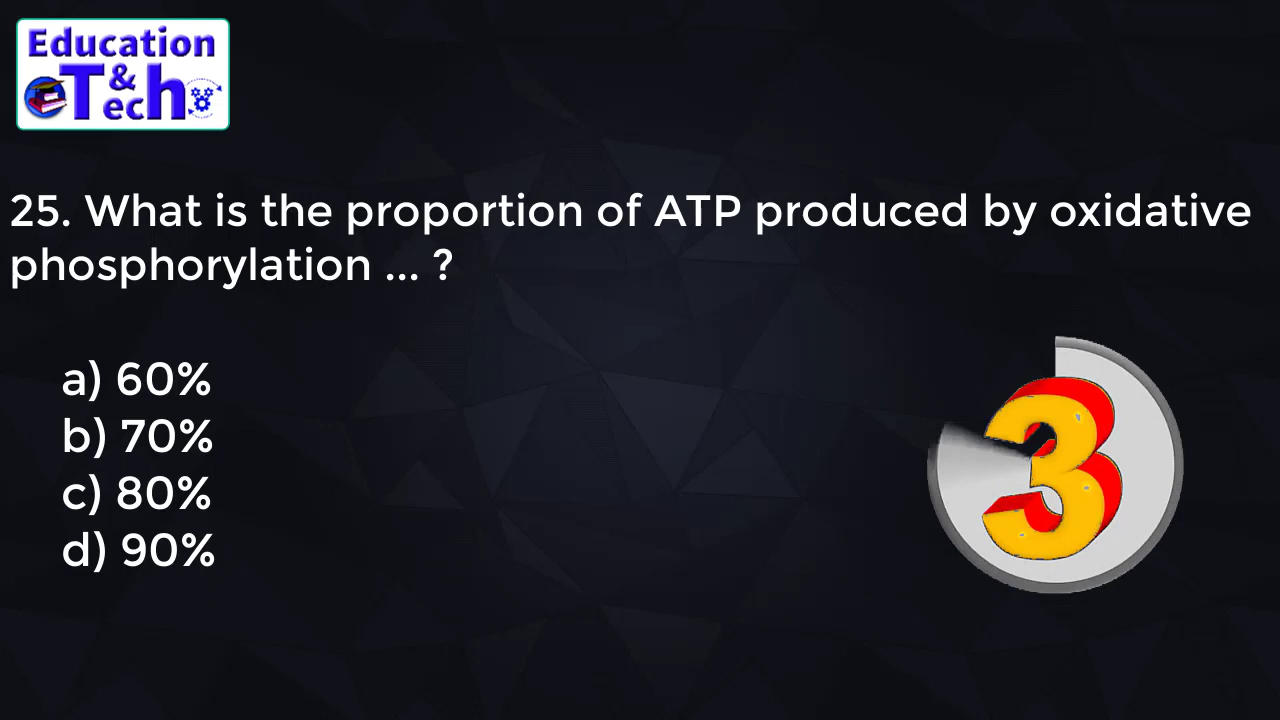 Education
& Tech
25. What is the proportion of ATP produced by oxidative
phosphorylation ... ?
a) 60%
b) 70%
c) 80%
d) 90%
3